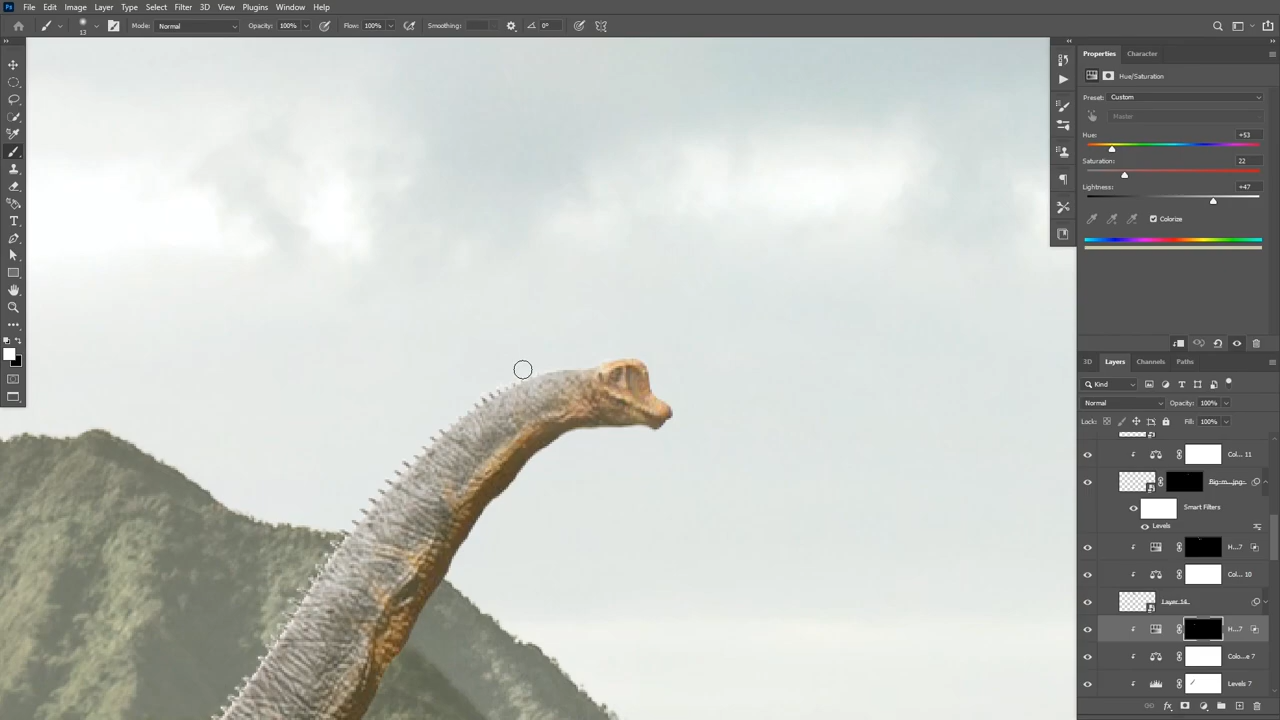 Ps File Edit Image Layer Type Select Filter 3D View Plugins Window Help
13 Mode: Normal Opacity: 100% Flow: 100% Smoothing: 0°
Properties Character
Hue/Saturation
Preset: Custom
Master
Hue: +53
Saturation: 22
Lightness: +47
Colorize
3D Layers Channels Paths
Kind
Normal Opacity: 100%
Lock: Fill: 100%
Col... 11
Big-m...jpg
Smart Filters
Levels
H...7
Col... 10
Layer 14
H...7
Colo...e 7
Levels 7